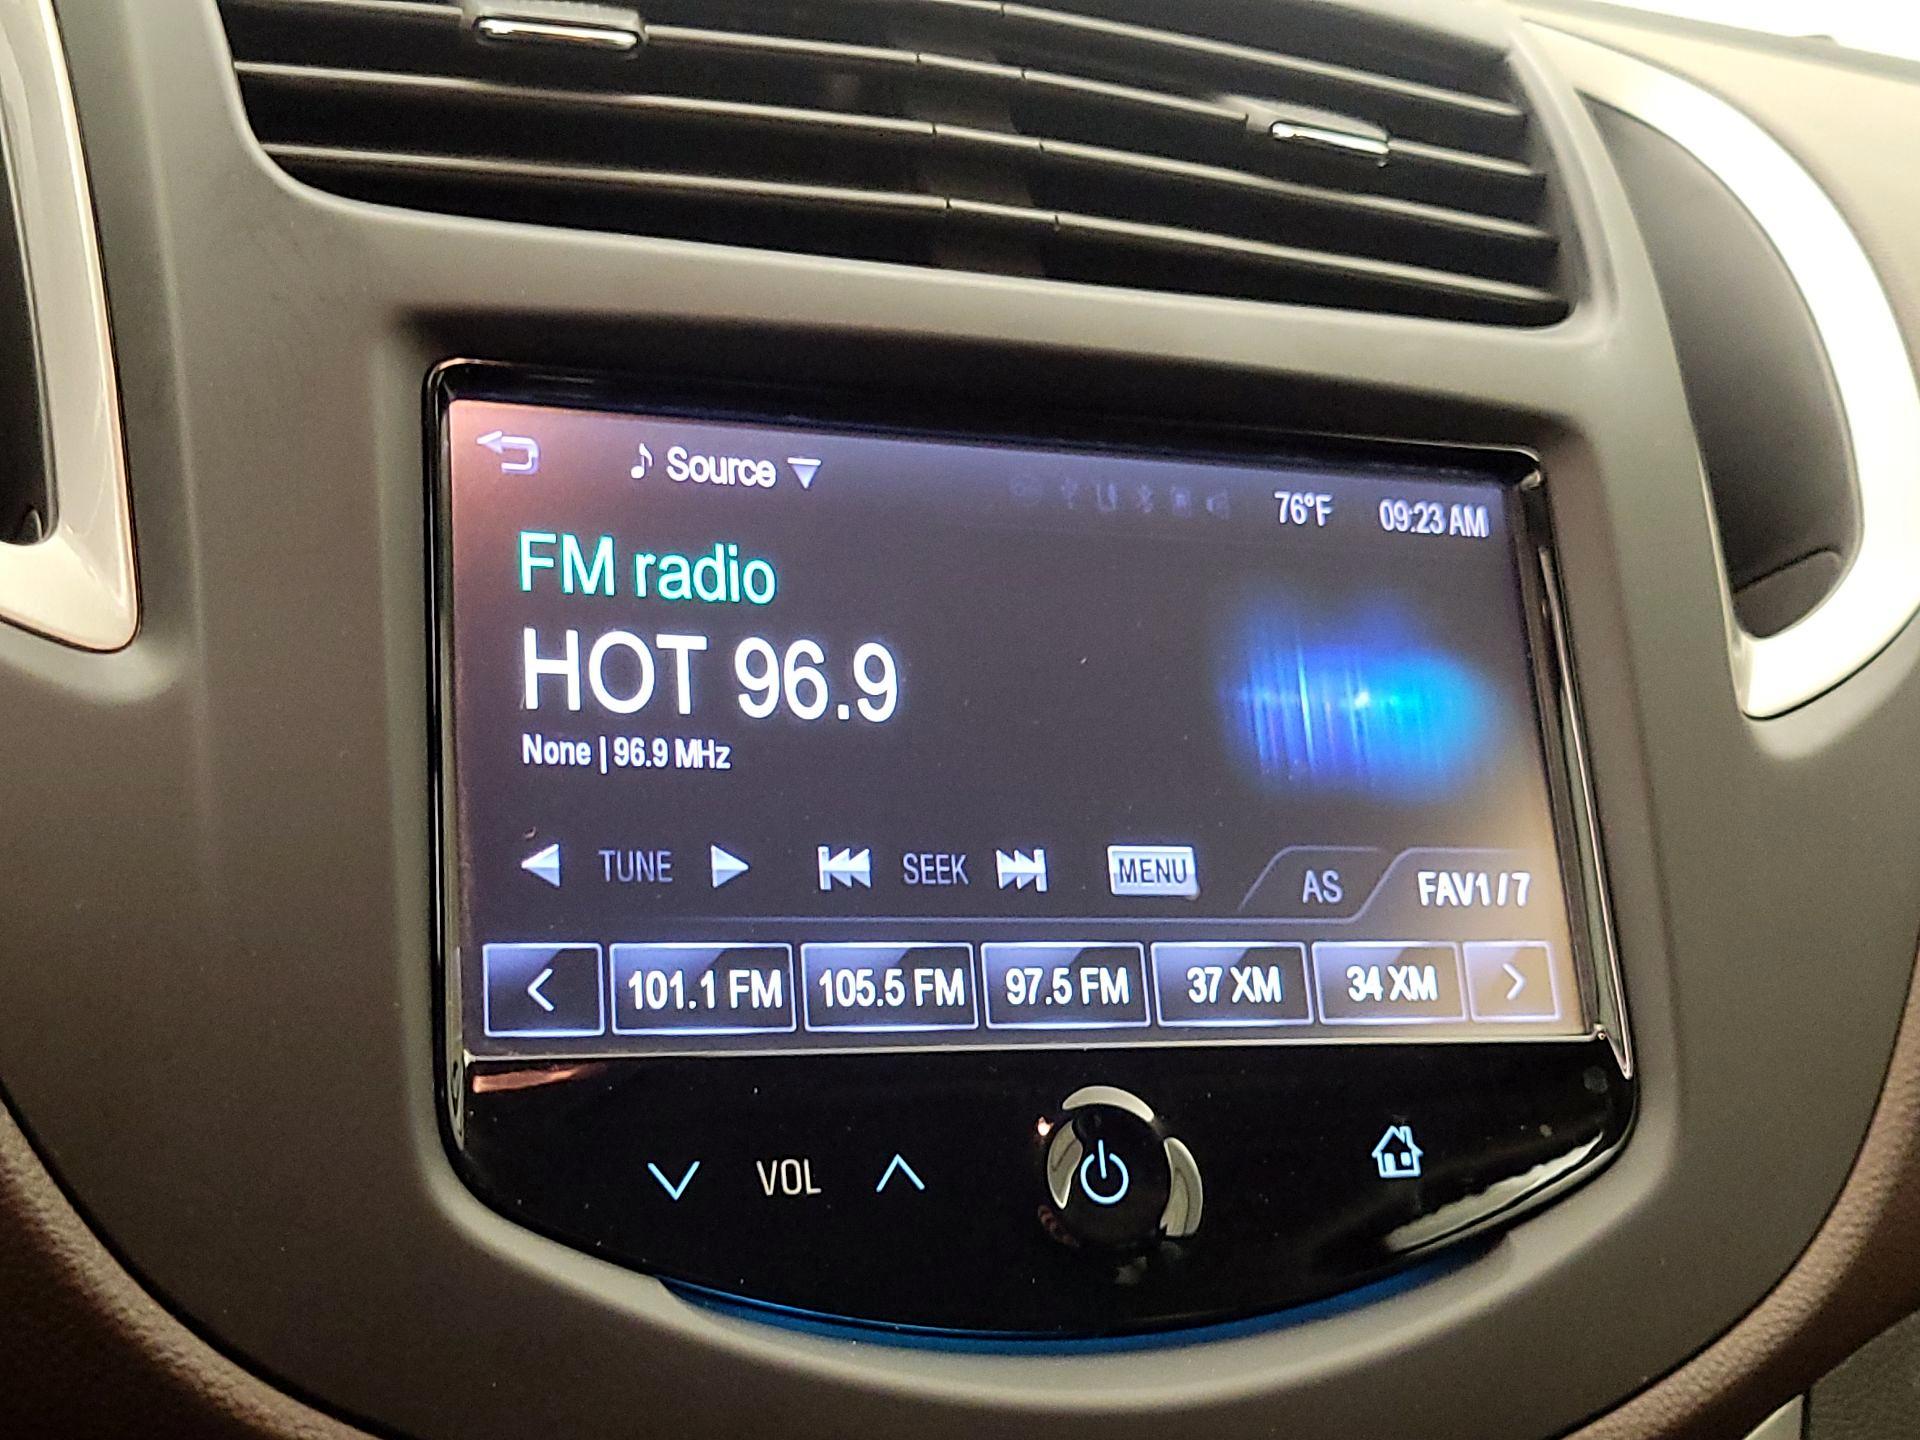 Source
76°F 09:23 AM
FM radio
HOT 96.9
None | 96.9 MHz
TUNE SEEK MENU AS FAV1/7
< 101.1 FM 105.5 FM 97.5 FM 37 XM 34 XM >
VOL